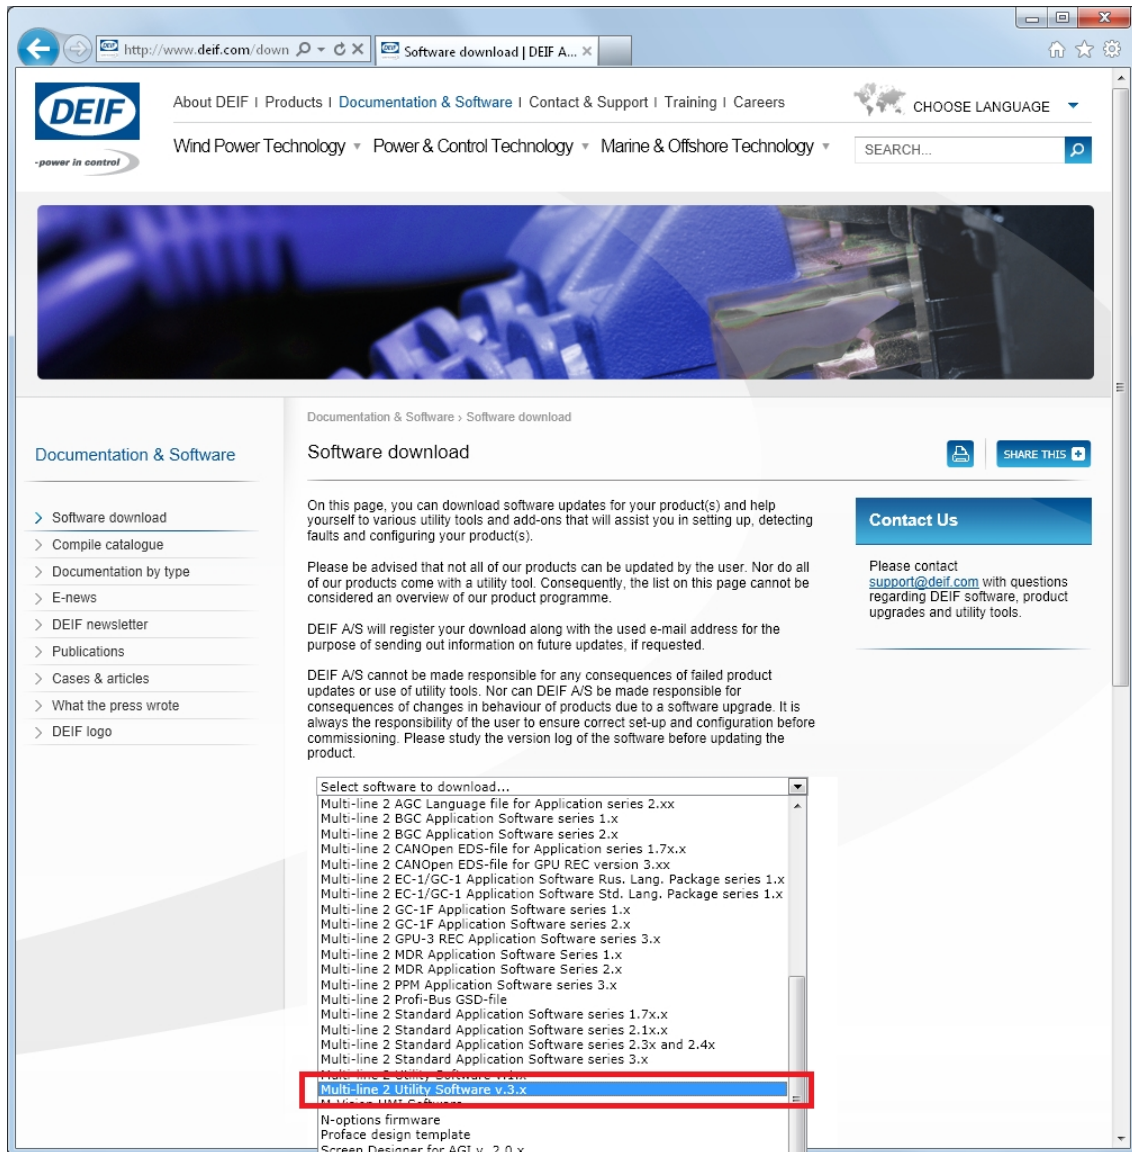 http://www.deif.com/down
Software download | DEIF A...
DEIF
-power in control
About DEIF I Products I Documentation & Software I Contact & Support I Training I Careers
CHOOSE LANGUAGE
Wind Power Technology Power & Control Technology Marine & Offshore Technology
SEARCH...
Documentation & Software › Software download
Documentation & Software
Software download
SHARE THIS
Software download
Compile catalogue
Documentation by type
E-news
DEIF newsletter
Publications
Cases & articles
What the press wrote
DEIF logo
On this page, you can download software updates for your product(s) and help
yourself to various utility tools and add-ons that will assist you in setting up, detecting
faults and configuring your product(s).
Please be advised that not all of our products can be updated by the user. Nor do all
of our products come with a utility tool. Consequently, the list on this page cannot be
considered an overview of our product programme.
DEIF A/S will register your download along with the used e-mail address for the
purpose of sending out information on future updates, if requested.
DEIF A/S cannot be made responsible for any consequences of failed product
updates or use of utility tools. Nor can DEIF A/S be made responsible for
consequences of changes in behaviour of products due to a software upgrade. It is
always the responsibility of the user to ensure correct set-up and configuration before
commissioning. Please study the version log of the software before updating the
product.
Contact Us
Please contact
support@deif.com with questions
regarding DEIF software, product
upgrades and utility tools.
Select software to download...
Multi-line 2 AGC Language file for Application series 2.xx
Multi-line 2 BGC Application Software series 1.x
Multi-line 2 BGC Application Software series 2.x
Multi-line 2 CANOpen EDS-file for Application series 1.7x.x
Multi-line 2 CANOpen EDS-file for GPU REC version 3.xx
Multi-line 2 EC-1/GC-1 Application Software Rus. Lang. Package series 1.x
Multi-line 2 EC-1/GC-1 Application Software Std. Lang. Package series 1.x
Multi-line 2 GC-1F Application Software series 1.x
Multi-line 2 GC-1F Application Software series 2.x
Multi-line 2 GPU-3 REC Application Software series 3.x
Multi-line 2 MDR Application Software Series 1.x
Multi-line 2 MDR Application Software Series 2.x
Multi-line 2 PPM Application Software series 3.x
Multi-line 2 Profi-Bus GSD-file
Multi-line 2 Standard Application Software series 1.7x.x
Multi-line 2 Standard Application Software series 2.1x.x
Multi-line 2 Standard Application Software series 2.3x and 2.4x
Multi-line 2 Standard Application Software series 3.x
Multi-line 2 Utility Software v.1.x
Multi-line 2 Utility Software v.3.x
M-Vision HMI Software
N-options firmware
Proface design template
Screen Designer for AGI v. 2.0.x